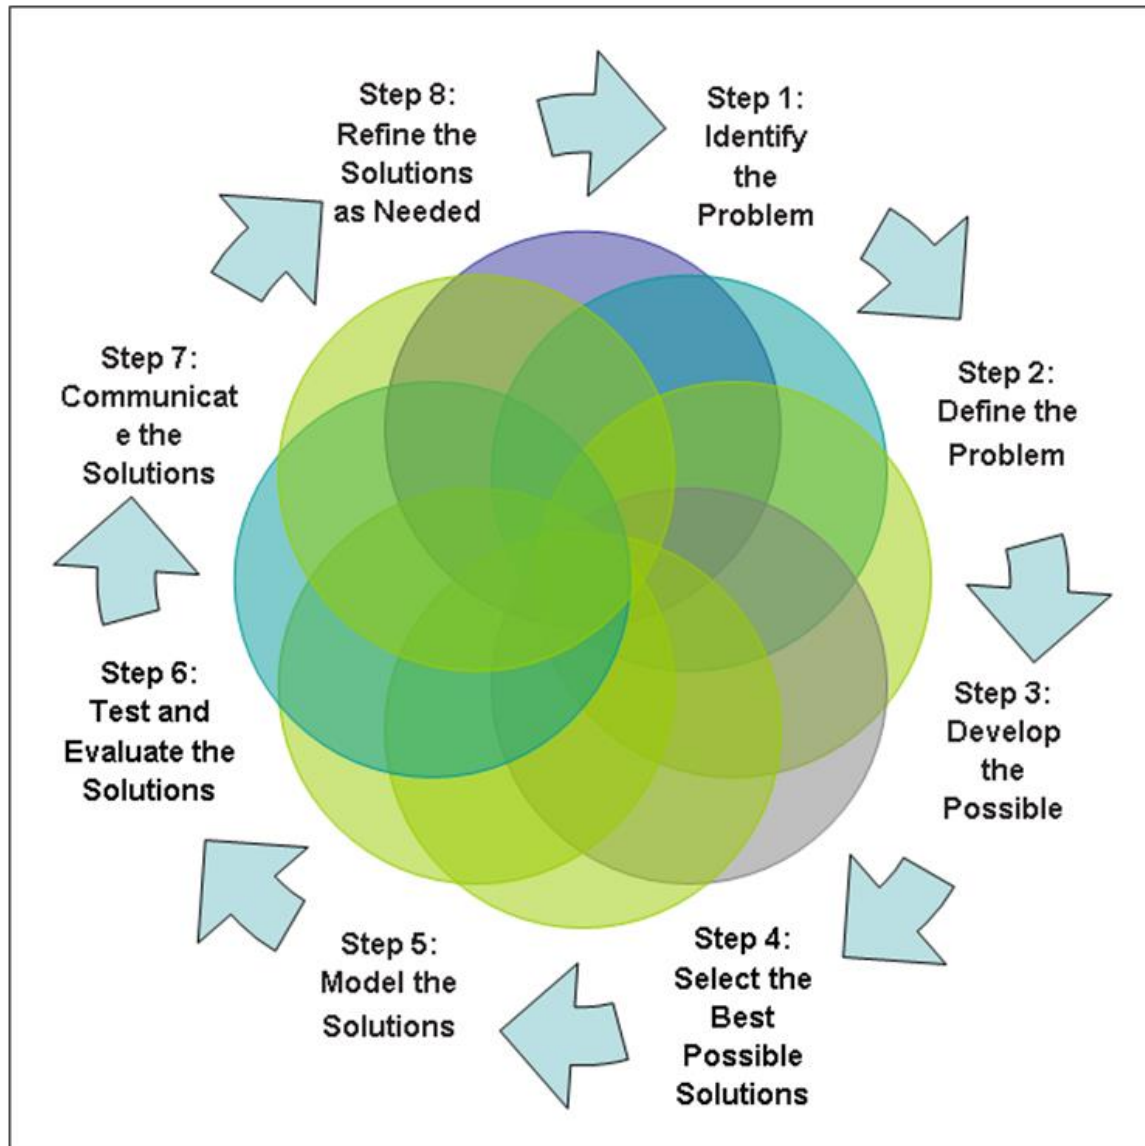 Step 1:
Identify
the
Problem
Step 2:
Define the
Problem
Step 3:
Develop
the
Possible
Step 4:
Select the
Best
Possible
Solutions
Step 5:
Model the
Solutions
Step 6:
Test and
Evaluate the
Solutions
Step 7:
Communicat
e the
Solutions
Step 8:
Refine the
Solutions
as Needed